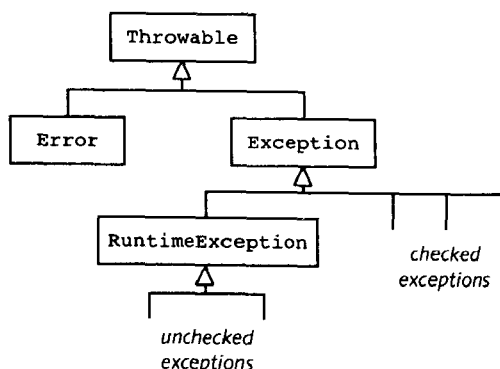 Throwable
Error
Exception
RuntimeException
checked
exceptions
unchecked
exceptions